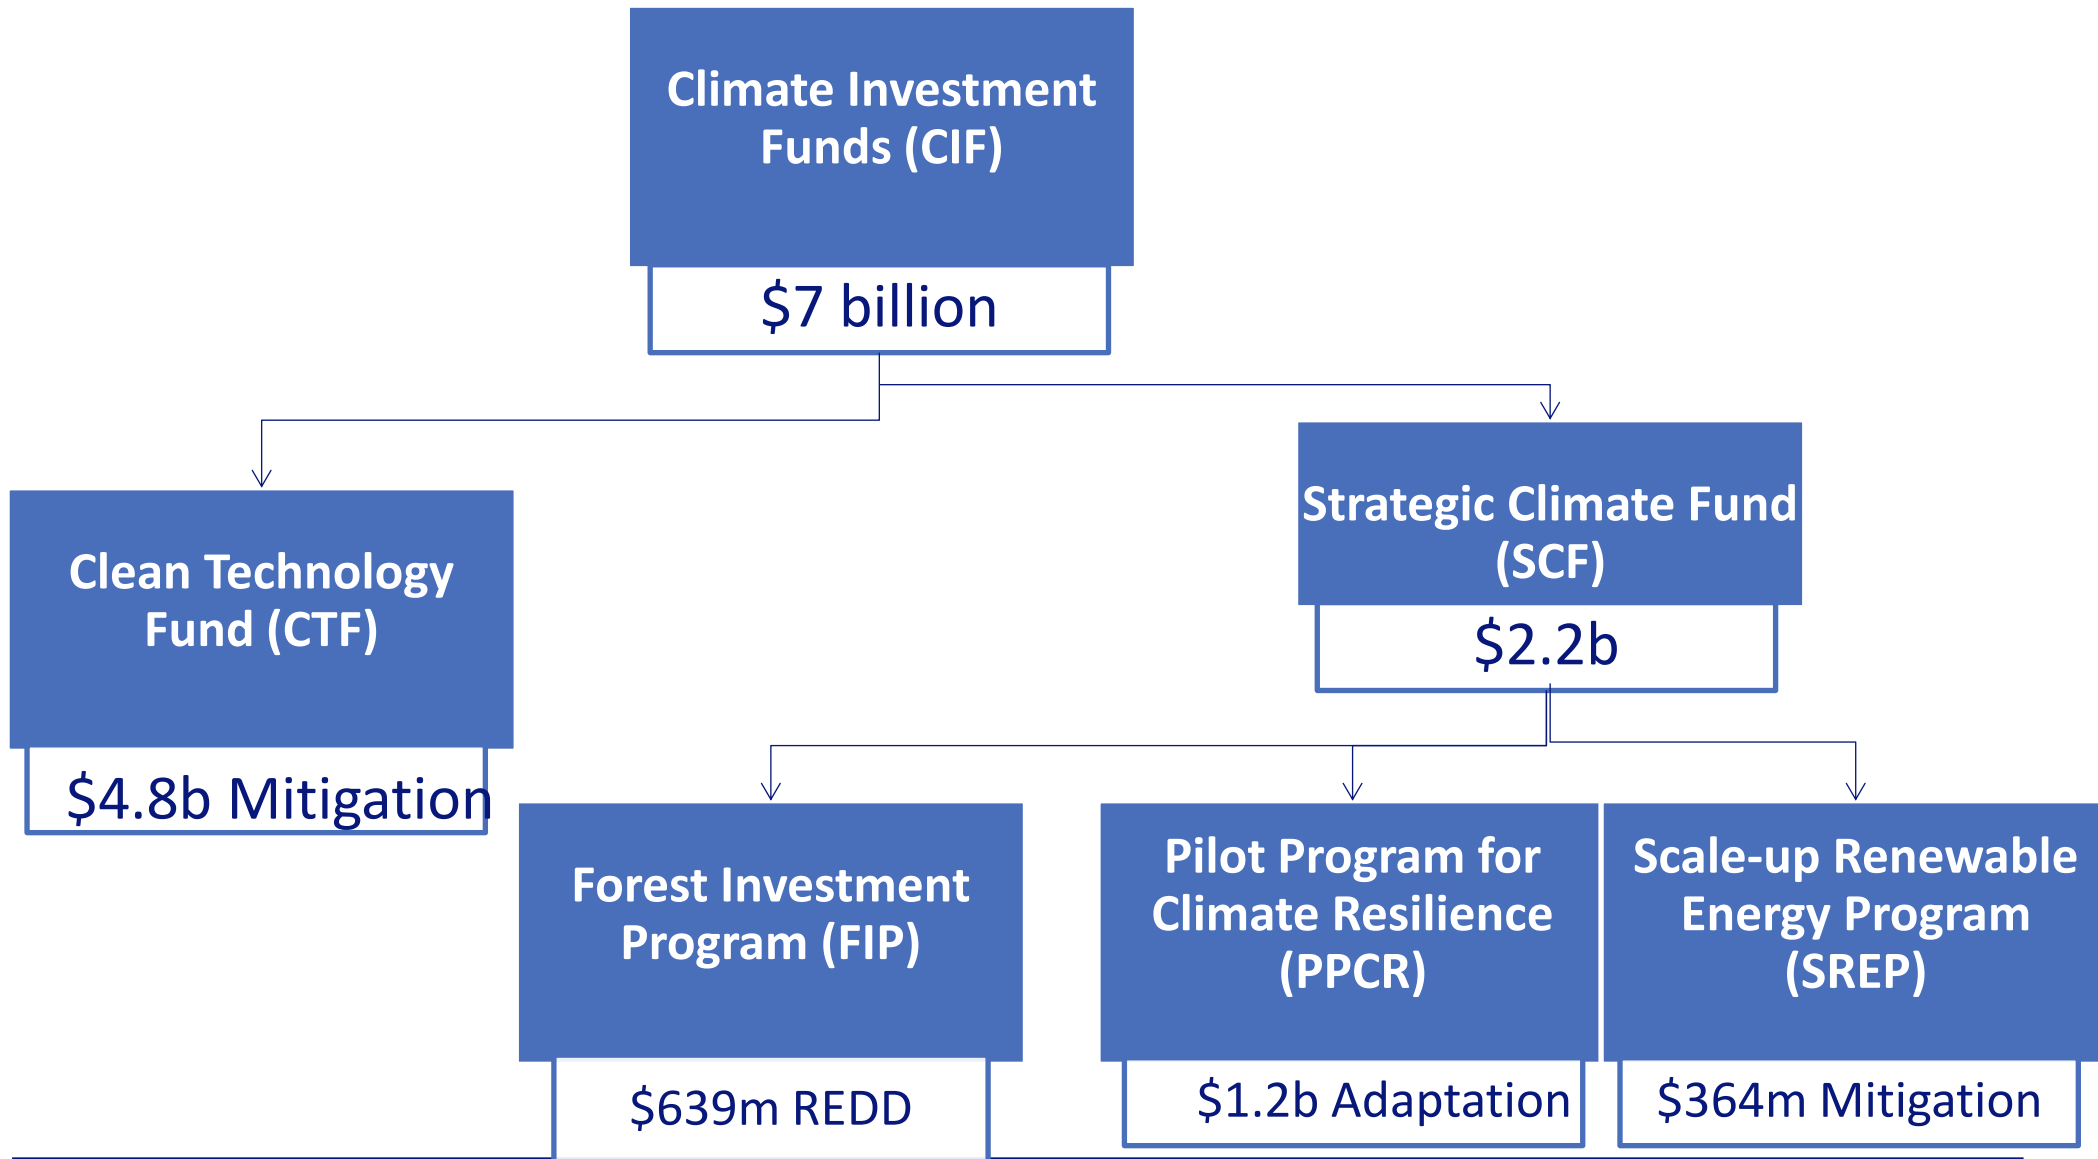 Climate Investment
Funds (CIF)
$7 billion
Clean Technology
Fund (CTF)
$4.8b Mitigation
Strategic Climate Fund
(SCF)
$2.2b
Forest Investment
Program (FIP)
$639m REDD
Pilot Program for
Climate Resilience
(PPCR)
$1.2b Adaptation
Scale-up Renewable
Energy Program
(SREP)
$364m Mitigation